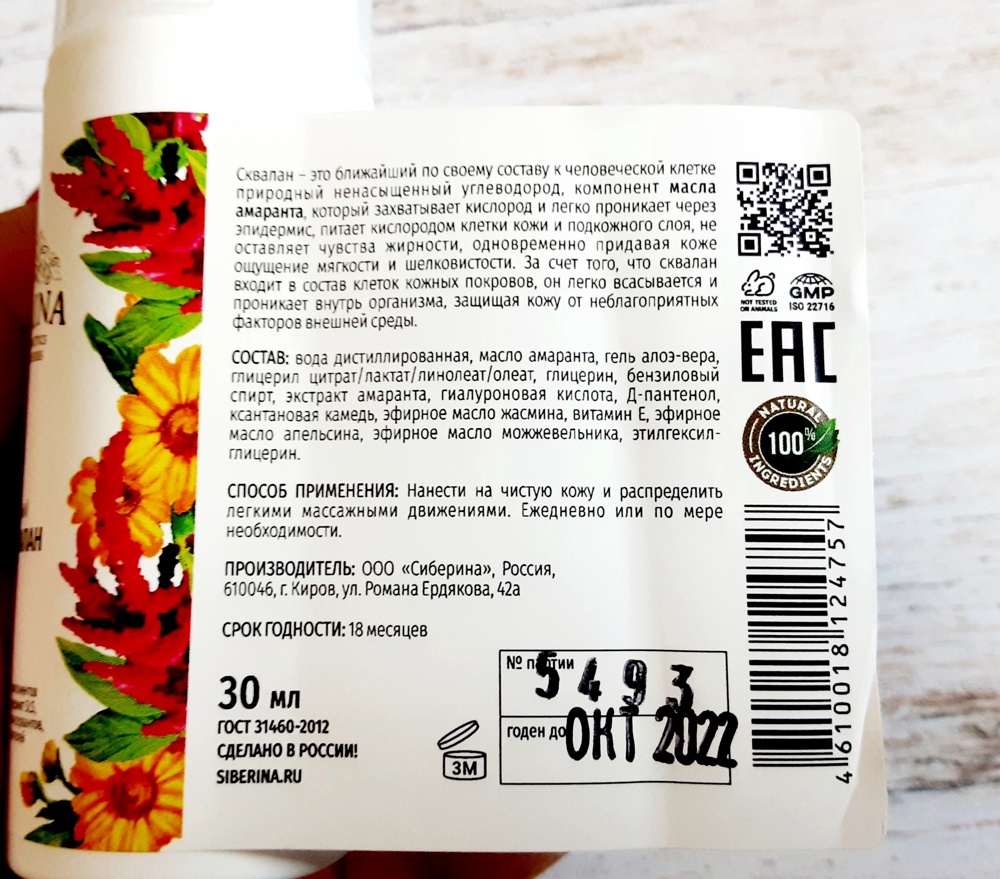 Сквалан – это ближайший по своему составу к человеческой клетке
природный ненасыщенный углеводород, компонент масла
амаранта, который захватывает кислород и легко проникает через
эпидермис, питает кислородом клетки кожи и подкожного слоя, не
оставляет чувства жирности, одновременно придавая коже
ощущение мягкости и шелковистости. За счет того, что сквалан
входит в состав клеток кожных покровов, он легко всасывается и
проникает внутрь организма, защищая кожу от неблагоприятных
факторов внешней среды.
СОСТАВ: вода дистиллированная, масло амаранта, гель алоэ-вера,
глицерил цитрат/лактат/линолеат/олеат, глицерин, бензиловый
спирт, экстракт амаранта, гиалуроновая кислота, Д-пантенол,
ксантановая камедь, эфирное масло жасмина, витамин Е, эфирное
масло апельсина, эфирное масло можжевельника, этилгексил-
глицерин.
СПОСОБ ПРИМЕНЕНИЯ: Нанести на чистую кожу и распределить
легкими массажными движениями. Ежедневно или по мере
необходимости.
ПРОИЗВОДИТЕЛЬ: ООО «Сиберина», Россия,
610046, г. Киров, ул. Романа Ердякова, 42а
СРОК ГОДНОСТИ: 18 месяцев
30 мл
ГОСТ 31460-2012
СДЕЛАНО В РОССИИ!
SIBERINA.RU
3М
№ партии
5493
годен до
ОКТ 2022
NOT TESTED
ON ANIMALS
GMP
ISO 22716
EAC
NATURAL
100%
INGREDIENTS
4610018124757